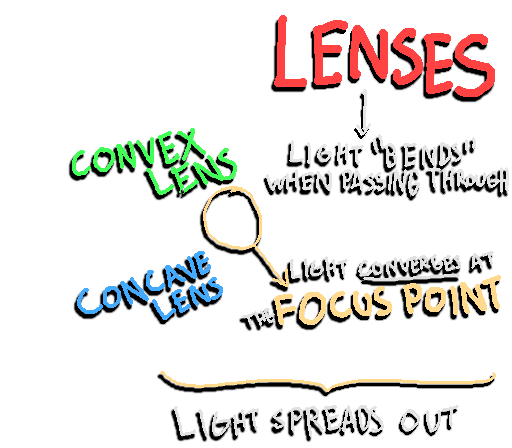 LENSES
LIGHT "BENDS"
WHEN PASSING THROUGH
CONVEX
LENS
LIGHT CONVERGES AT
THE FOCUS POINT
CONCAVE
LENS
LIGHT SPREADS OUT